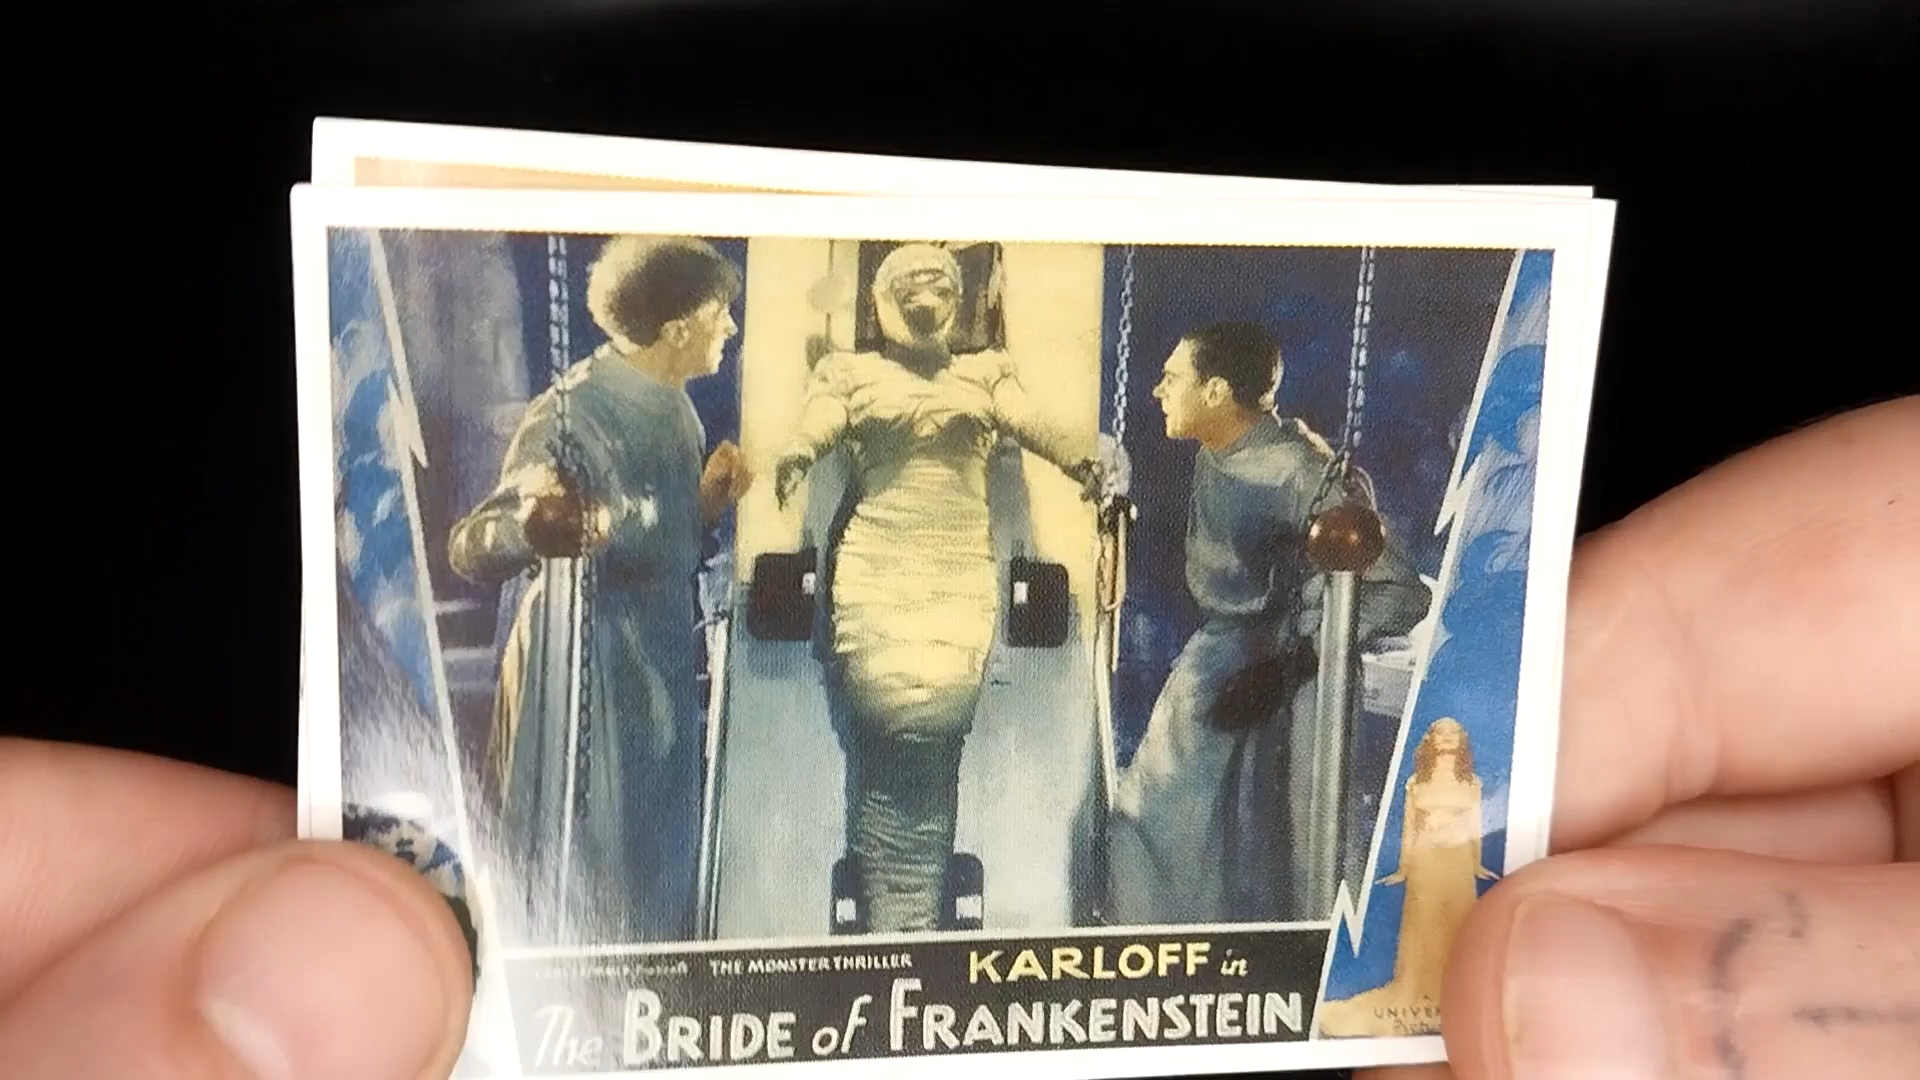 THE MONSTER THRILLER KARLOFF in
The BRIDE of FRANKENSTEIN